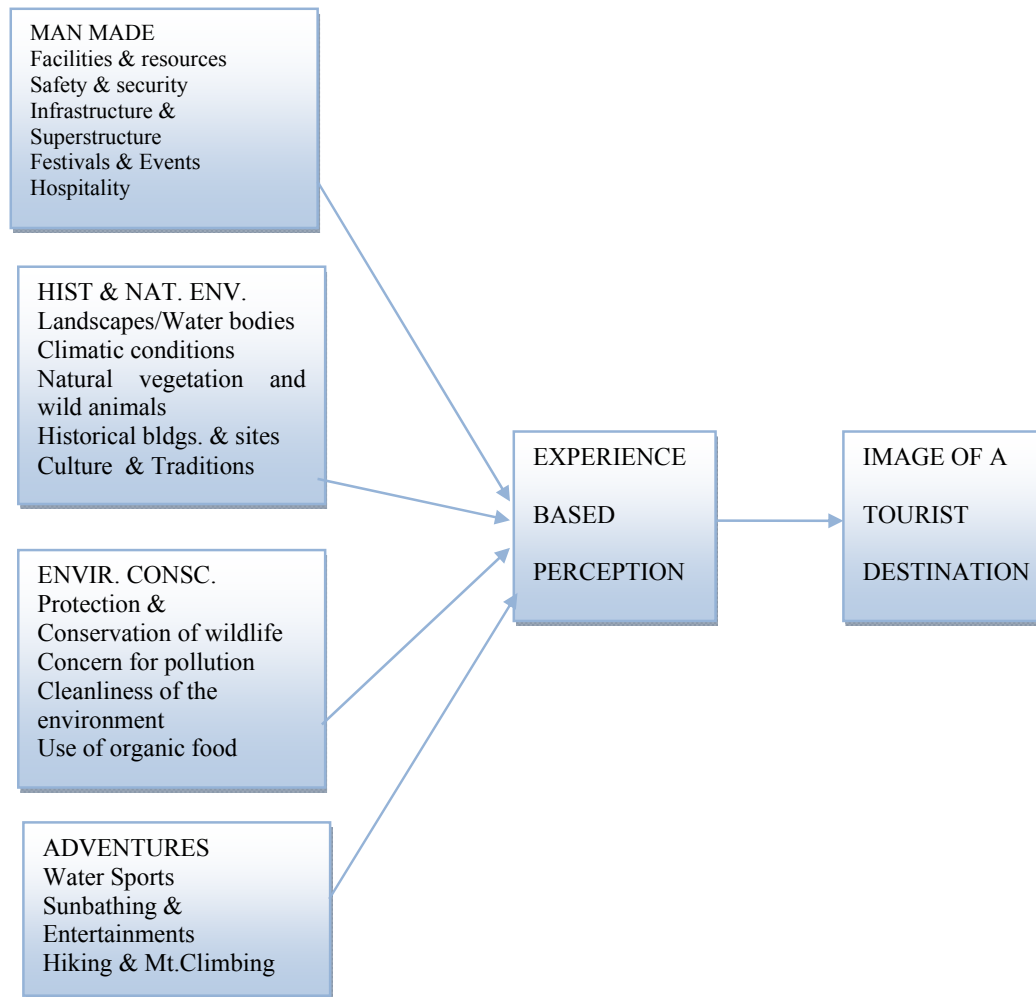 MAN MADE
Facilities & resources
Safety & security
Infrastructure &
Superstructure
Festivals & Events
Hospitality
HIST & NAT. ENV.
Landscapes/Water bodies
Climatic conditions
Natural vegetation and
wild animals
Historical bldgs. & sites
Culture & Traditions
ENVIR. CONSC.
Protection &
Conservation of wildlife
Concern for pollution
Cleanliness of the
environment
Use of organic food
ADVENTURES
Water Sports
Sunbathing &
Entertainments
Hiking & Mt.Climbing
EXPERIENCE
BASED
PERCEPTION
IMAGE OF A
TOURIST
DESTINATION